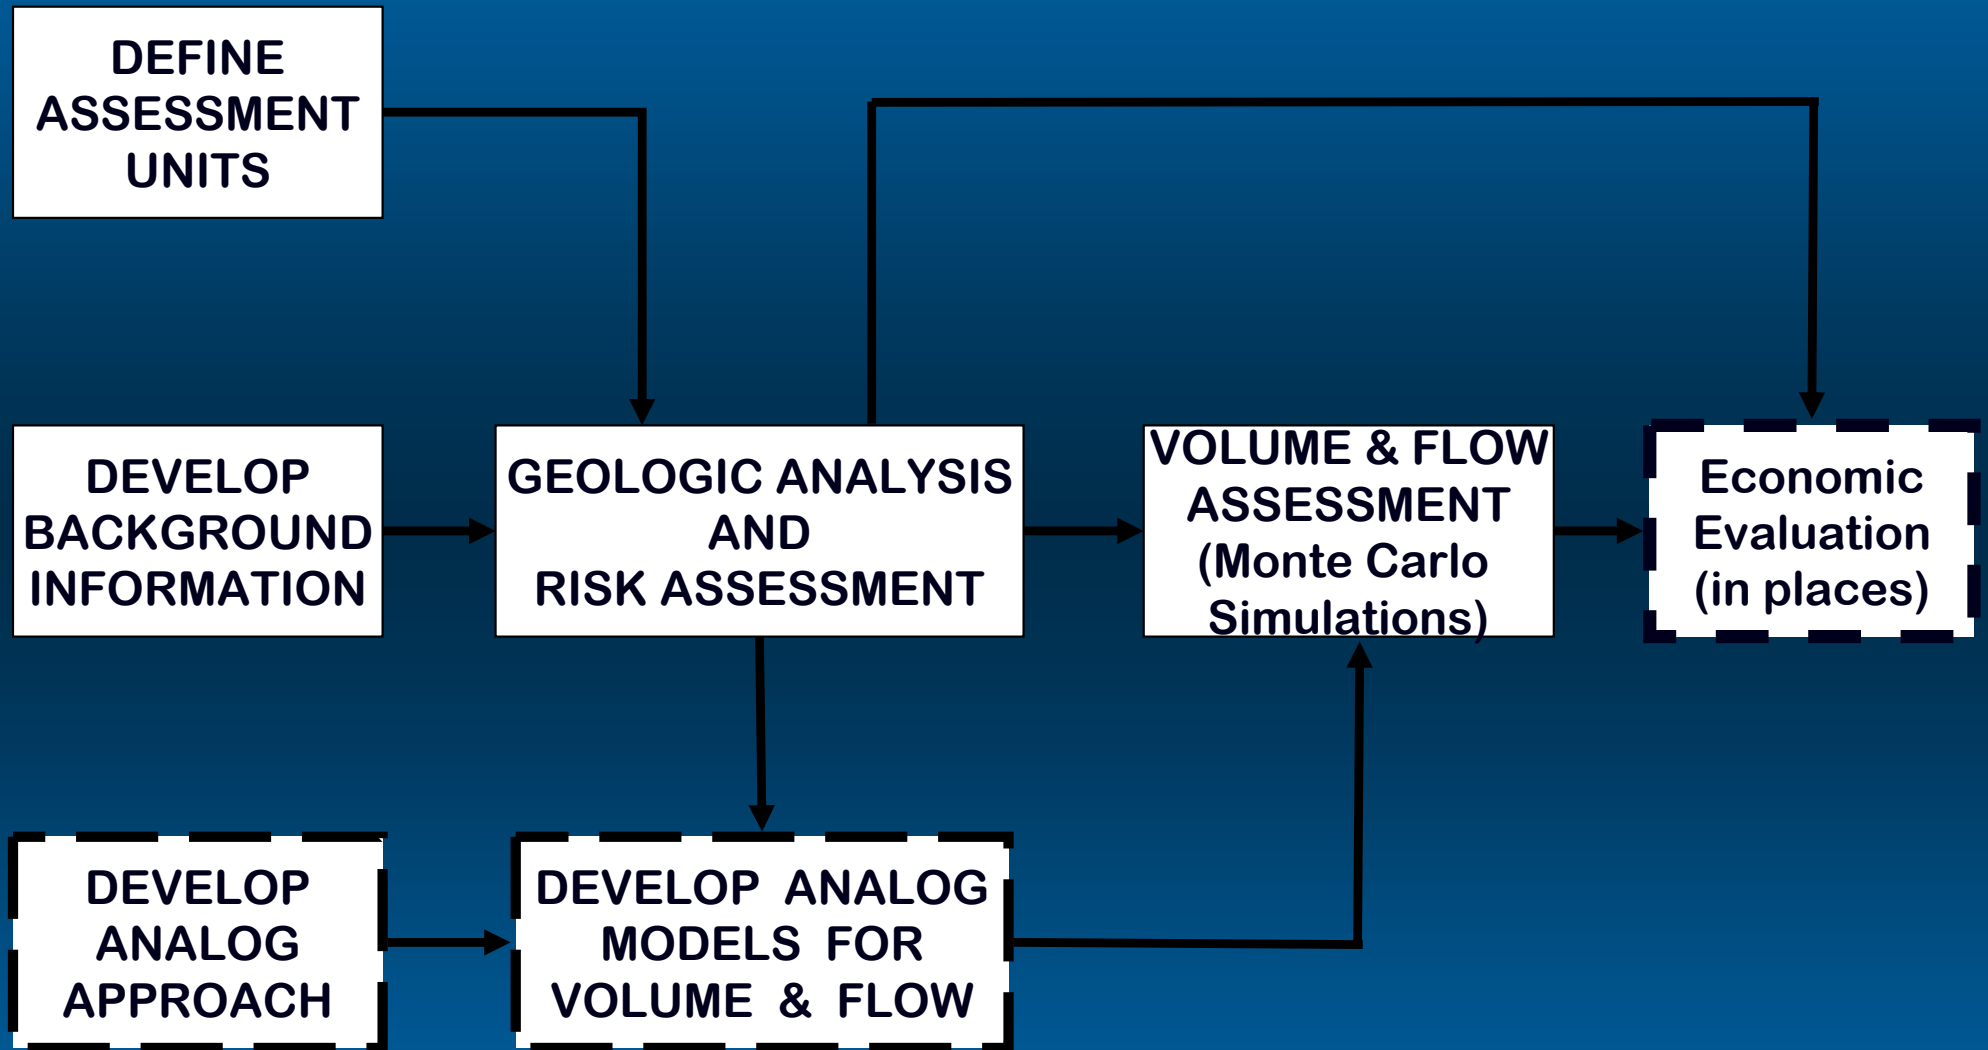 DEFINE
ASSESSMENT
UNITS
DEVELOP
BACKGROUND
INFORMATION
GEOLOGIC ANALYSIS
AND
RISK ASSESSMENT
VOLUME & FLOW
ASSESSMENT
(Monte Carlo
Simulations)
Economic
Evaluation
(in places)
DEVELOP
ANALOG
APPROACH
DEVELOP ANALOG
MODELS FOR
VOLUME & FLOW